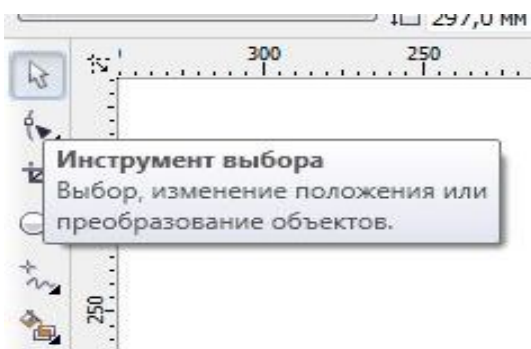 297,0 мм
300 250
Инструмент выбора
Выбор, изменение положения или
преобразование объектов.
250